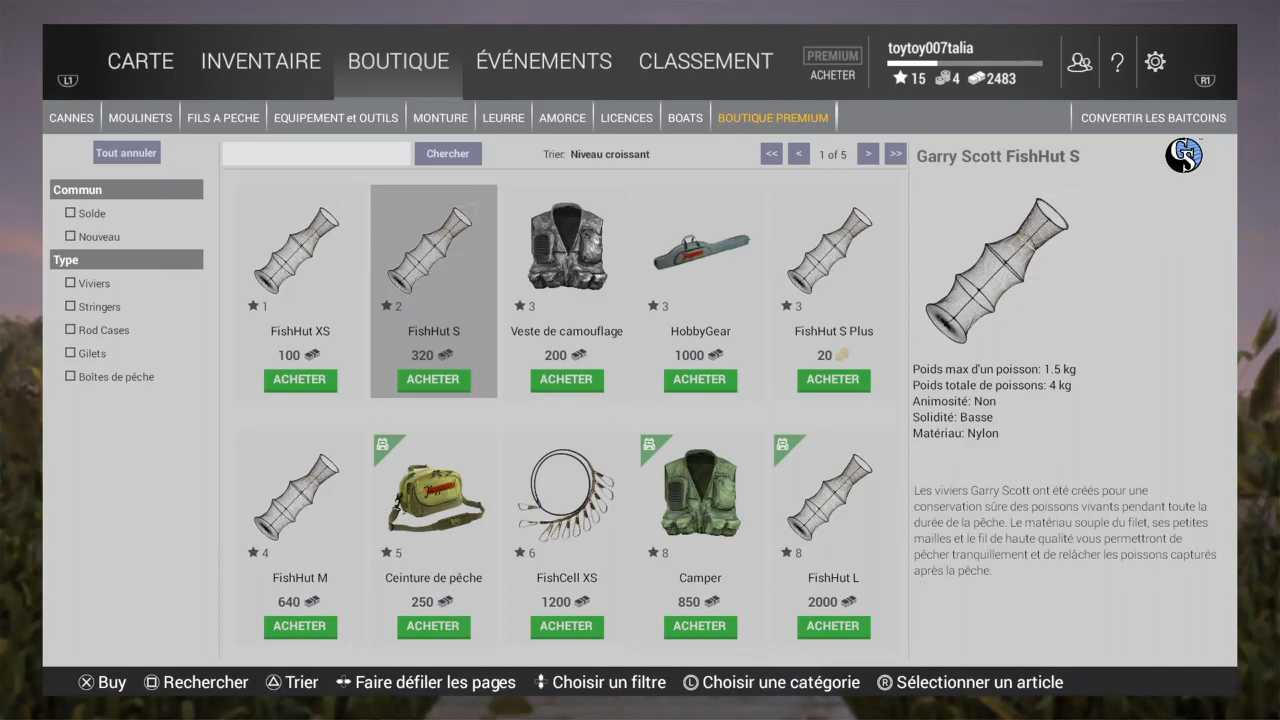 CARTE INVENTAIRE BOUTIQUE ÉVÉNEMENTS CLASSEMENT
PREMIUM
ACHETER
toytoy007talia
15 4 2483
?
L1
R1
CANNES MOULINETS FILS A PECHE EQUIPEMENT et OUTILS MONTURE LEURRE AMORCE LICENCES BOATS BOUTIQUE PREMIUM CONVERTIR LES BAITCOINS
Tout annuler
Commun
Solde
Nouveau
Type
Viviers
Stringers
Rod Cases
Gilets
Boîtes de pêche
Chercher
Trier: Niveau croissant
<< < 1 of 5 > >>
1 2 3 3 3
FishHut XS FishHut S Veste de camouflage HobbyGear FishHut S Plus
100 320 200 1000 20
ACHETER ACHETER ACHETER ACHETER ACHETER
4 5 6 8 8
FishHut M Ceinture de pêche FishCell XS Camper FishHut L
640 250 1200 850 2000
ACHETER ACHETER ACHETER ACHETER ACHETER
Garry Scott FishHut S
GS
Poids max d'un poisson: 1.5 kg
Poids totale de poissons: 4 kg
Animosité: Non
Solidité: Basse
Matériau: Nylon
Les viviers Garry Scott ont été créés pour une
conservation sûre des poissons vivants pendant toute la
durée de la pêche. Le matériau souple du filet, ses petites
mailles et le fil de haute qualité vous permettront de
pêcher tranquillement et de relâcher les poissons capturés
après la pêche.
Buy Rechercher Trier Faire défiler les pages Choisir un filtre L Choisir une catégorie R Sélectionner un article